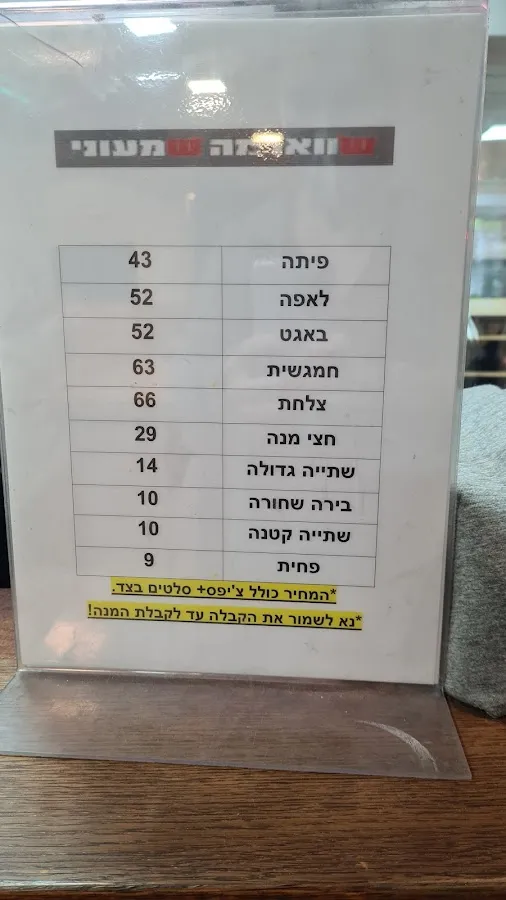 שווארמה שמעוני
פיתה 43
לאפה 52
באגט 52
חמגשית 63
צלחת 66
חצי מנה 29
שתייה גדולה 14
בירה שחורה 10
שתייה קטנה 10
פחית 9
*המחיר כולל צ'יפס+ סלטים בצד.
*נא לשמור את הקבלה עד לקבלת המנה!